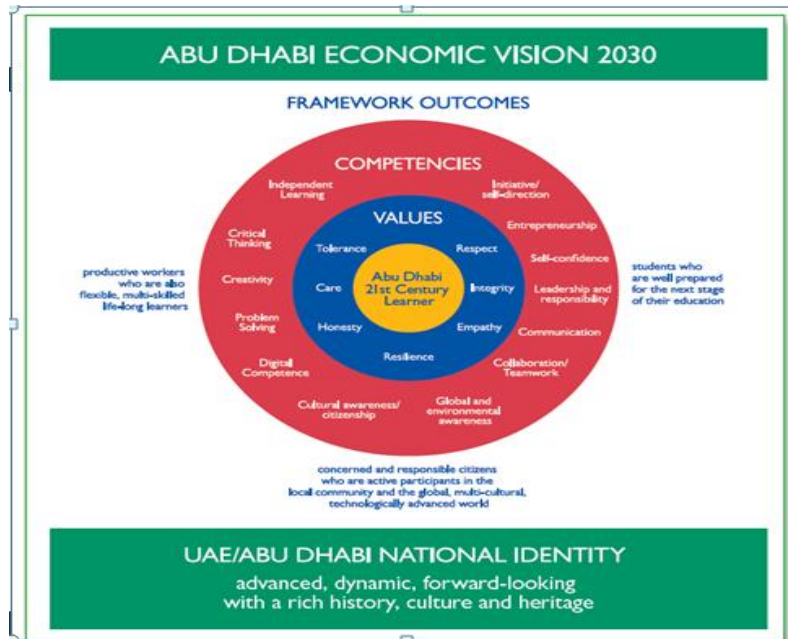 ABU DHABI ECONOMIC VISION 2030
FRAMEWORK OUTCOMES
COMPETENCIES
Independent
Learning
Initiative/
self-direction
Critical
Thinking
Entrepreneurship
Creativity
Self-confidence
Problem
Solving
Leadership and
responsibility
Digital
Competence
Communication
Cultural awareness/
citizenship
Global and
environmental
awareness
Collaboration/
Teamwork
VALUES
Tolerance
Respect
Care
Integrity
Honesty
Empathy
Resilience
Abu Dhabi
21st Century
Learner
productive workers
who are also
flexible, multi-skilled
life-long learners
students who
are well prepared
for the next stage
of their education
concerned and responsible citizens
who are active participants in the
local community and the global, multi-cultural,
technologically advanced world
UAE/ABU DHABI NATIONAL IDENTITY
advanced, dynamic, forward-looking
with a rich history, culture and heritage